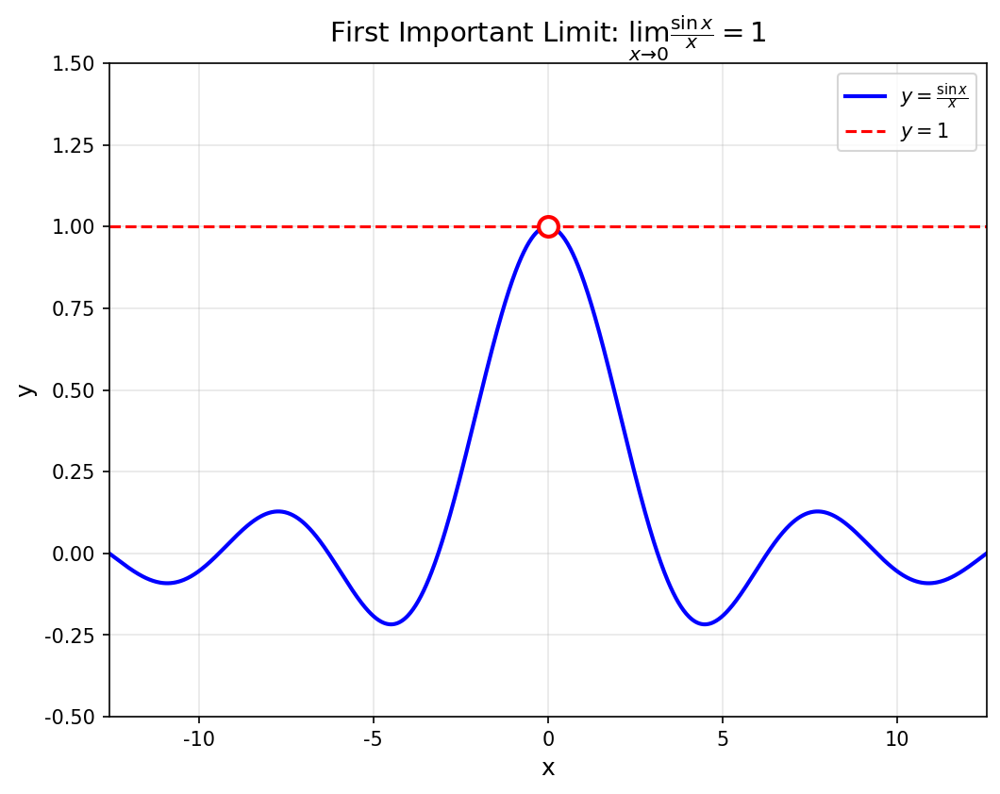 First Important Limit: lim x→0 sin x / x = 1
y = sin x / x
y = 1
1.50
1.25
1.00
0.75
0.50
0.25
0.00
-0.25
-0.50
y
-10 -5 0 5 10
x